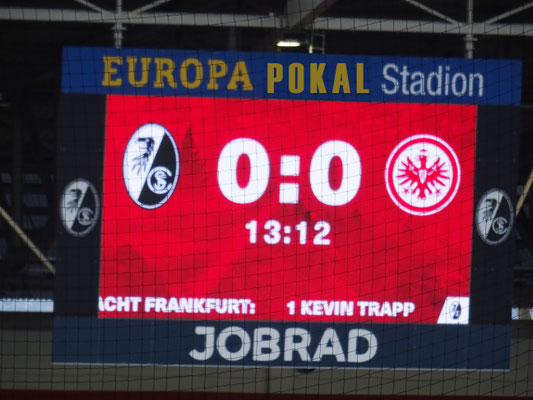 EUROPA POKAL Stadion
0:0
13:12
ACHT FRANKFURT: 1 KEVIN TRAPP
JOBRAD